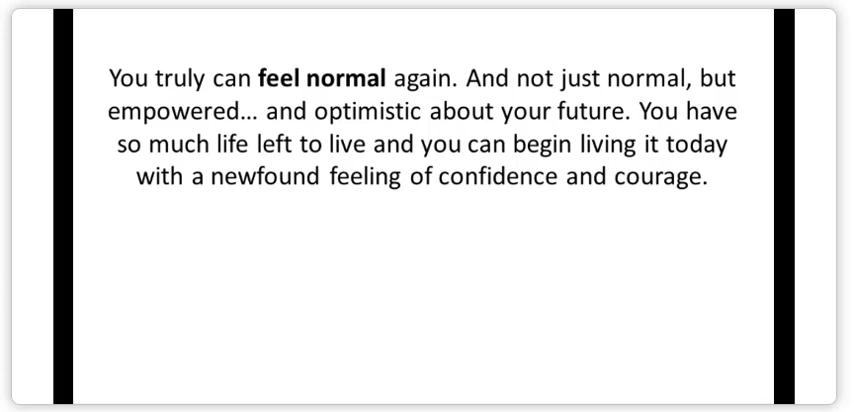 You truly can feel normal again. And not just normal, but
empowered... and optimistic about your future. You have
so much life left to live and you can begin living it today
with a newfound feeling of confidence and courage.